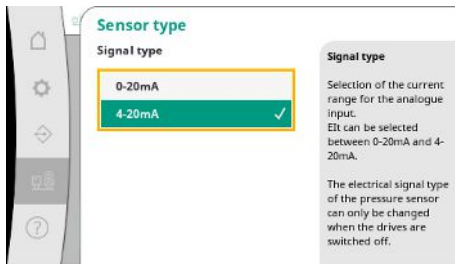 Sensor type
Signal type
0-20mA
4-20mA
Signal type
Selection of the current
range for the analogue
input.
EIt can be selected
between 0-20mA and 4-
20mA.
The electrical signal type
of the pressure sensor
can only be changed
when the drives are
switched off.